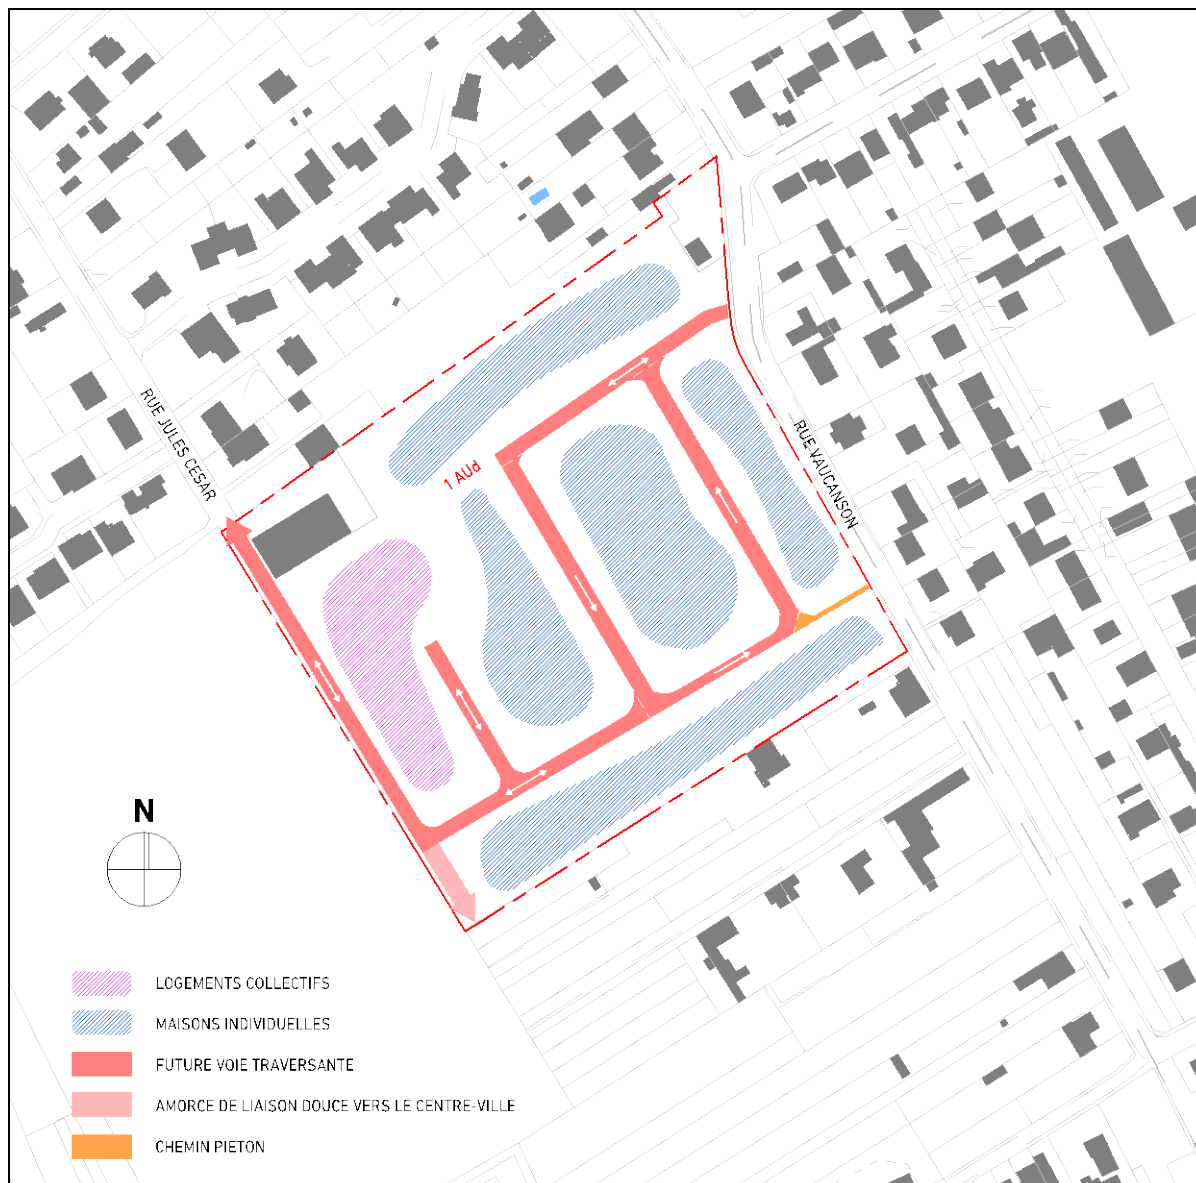 RUE JULES CESAR
1 AUd
RUE VAUCANSON
N
LOGEMENTS COLLECTIFS
MAISONS INDIVIDUELLES
FUTURE VOIE TRAVERSANTE
AMORCE DE LIAISON DOUCE VERS LE CENTRE-VILLE
CHEMIN PIETON